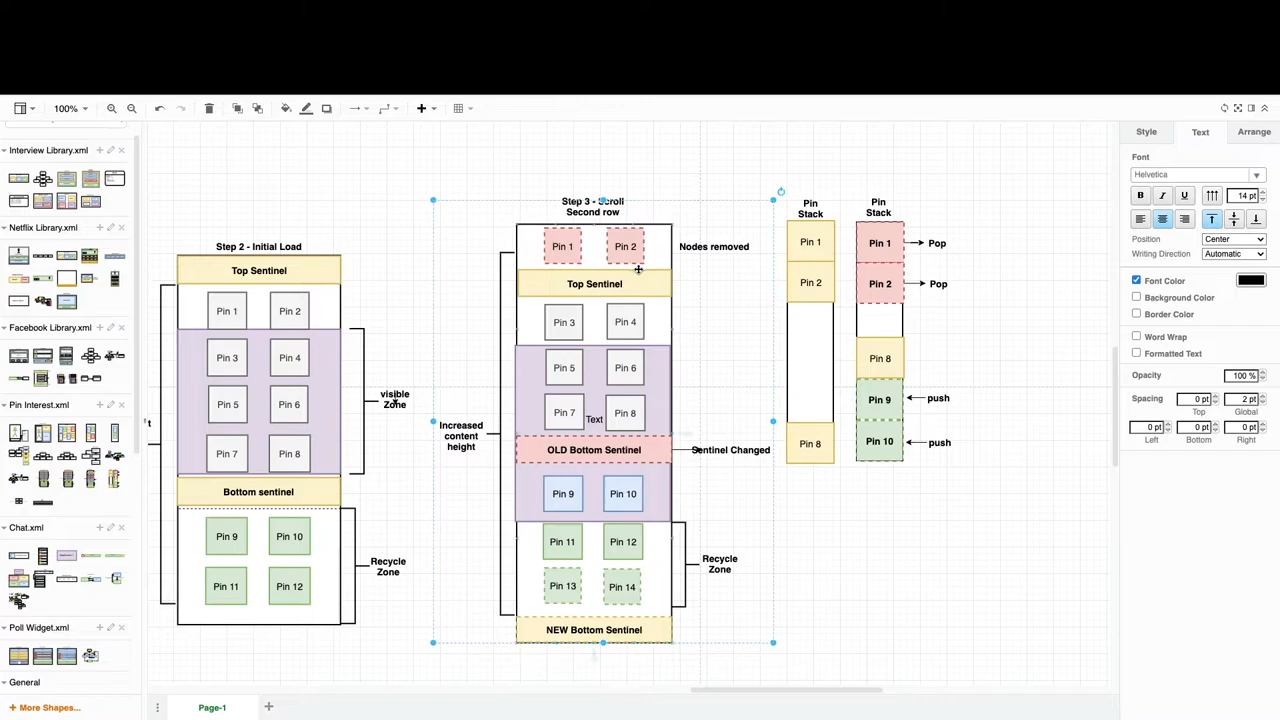 100%
Interview Library.xml
Netflix Library.xml
Facebook Library.xml
Pin Interest.xml
Chat.xml
Poll Widget.xml
General
+ More Shapes...
Step 2 - Initial Load
Top Sentinel
Pin 1
Pin 2
Pin 3
Pin 4
Pin 5
Pin 6
Pin 7
Pin 8
Bottom sentinel
Pin 9
Pin 10
Pin 11
Pin 12
visible
Zone
Recycle
Zone
Step 3 - Scroll
Second row
Pin 1
Pin 2
Nodes removed
Top Sentinel
Pin 3
Pin 4
Pin 5
Pin 6
Pin 7
Text
Pin 8
Increased
content
height
OLD Bottom Sentinel
Sentinel Changed
Pin 9
Pin 10
Pin 11
Pin 12
Pin 13
Pin 14
Recycle
Zone
NEW Bottom Sentinel
Pin
Stack
Pin 1
Pin 2
Pin 8
Pin
Stack
Pin 1
Pop
Pin 2
Pop
Pin 8
Pin 9
push
Pin 10
push
Style
Text
Arrange
Font
Helvetica
B I U
14 pt
Position
Center
Writing Direction
Automatic
Font Color
Background Color
Border Color
Word Wrap
Formatted Text
Opacity
100 %
Spacing
0 pt
2 pt
Top
Global
0 pt
0 pt
0 pt
Left
Bottom
Right
Page-1